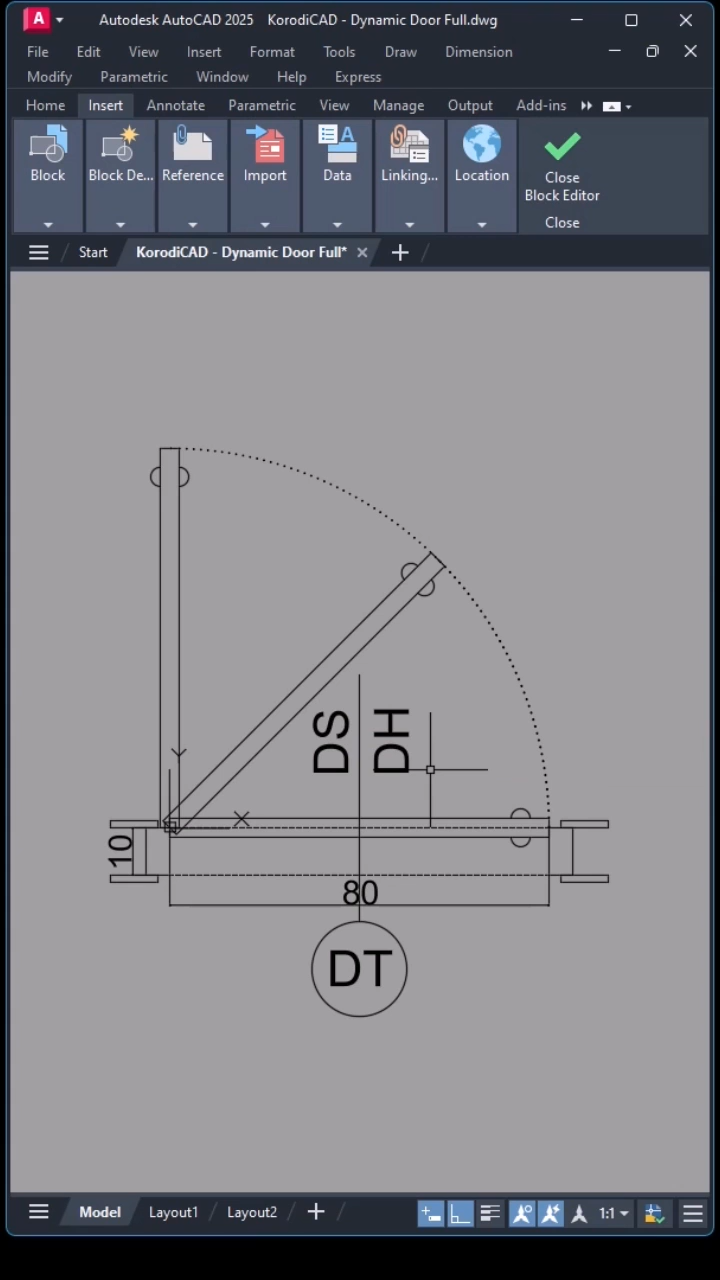 A Autodesk AutoCAD 2025 KorodiCAD - Dynamic Door Full.dwg
File Edit View Insert Format Tools Draw Dimension
Modify Parametric Window Help Express
Home Insert Annotate Parametric View Manage Output Add-ins
Block Block De... Reference Import Data Linking... Location Close
Block Editor
Close
Start KorodiCAD - Dynamic Door Full*
DS
DH
Y
X
10
80
DT
Model Layout1 Layout2 1:1